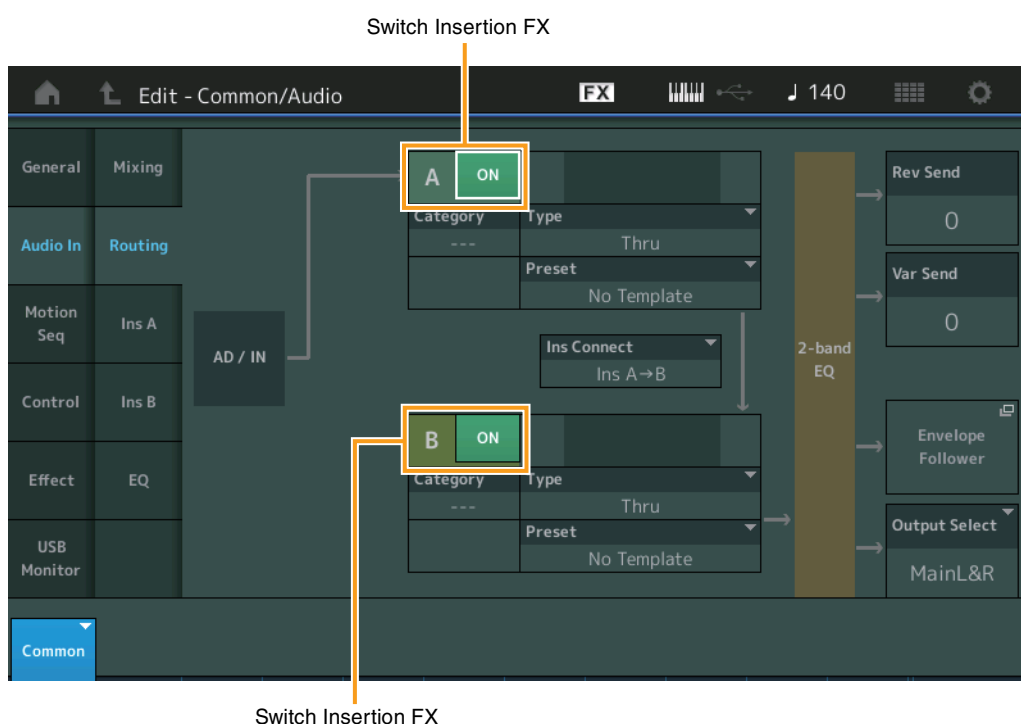 Switch Insertion FX
Edit - Common/Audio
FX
♩ 140
General
Mixing
Audio In
Routing
Motion
Seq
Ins A
Control
Ins B
Effect
EQ
USB
Monitor
Common
AD / IN
A
ON
Category
Type
---
Thru
Preset
No Template
Ins Connect
Ins A→B
B
ON
Category
Type
---
Thru
Preset
No Template
2-band
EQ
Rev Send
0
Var Send
0
Envelope
Follower
Output Select
MainL&R
Switch Insertion FX